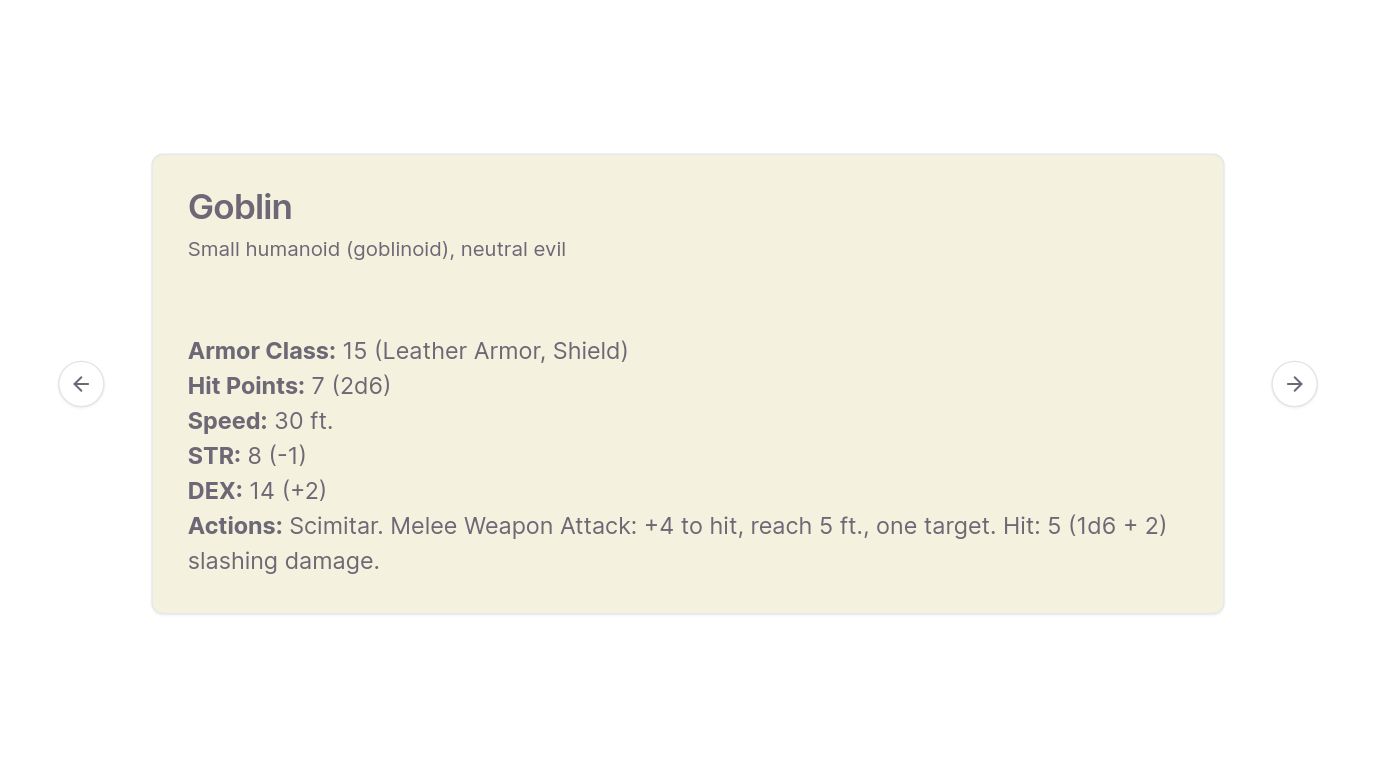 Goblin
Small humanoid (goblinoid), neutral evil
Armor Class: 15 (Leather Armor, Shield)
Hit Points: 7 (2d6)
Speed: 30 ft.
STR: 8 (-1)
DEX: 14 (+2)
Actions: Scimitar. Melee Weapon Attack: +4 to hit, reach 5 ft., one target. Hit: 5 (1d6 + 2)
slashing damage.